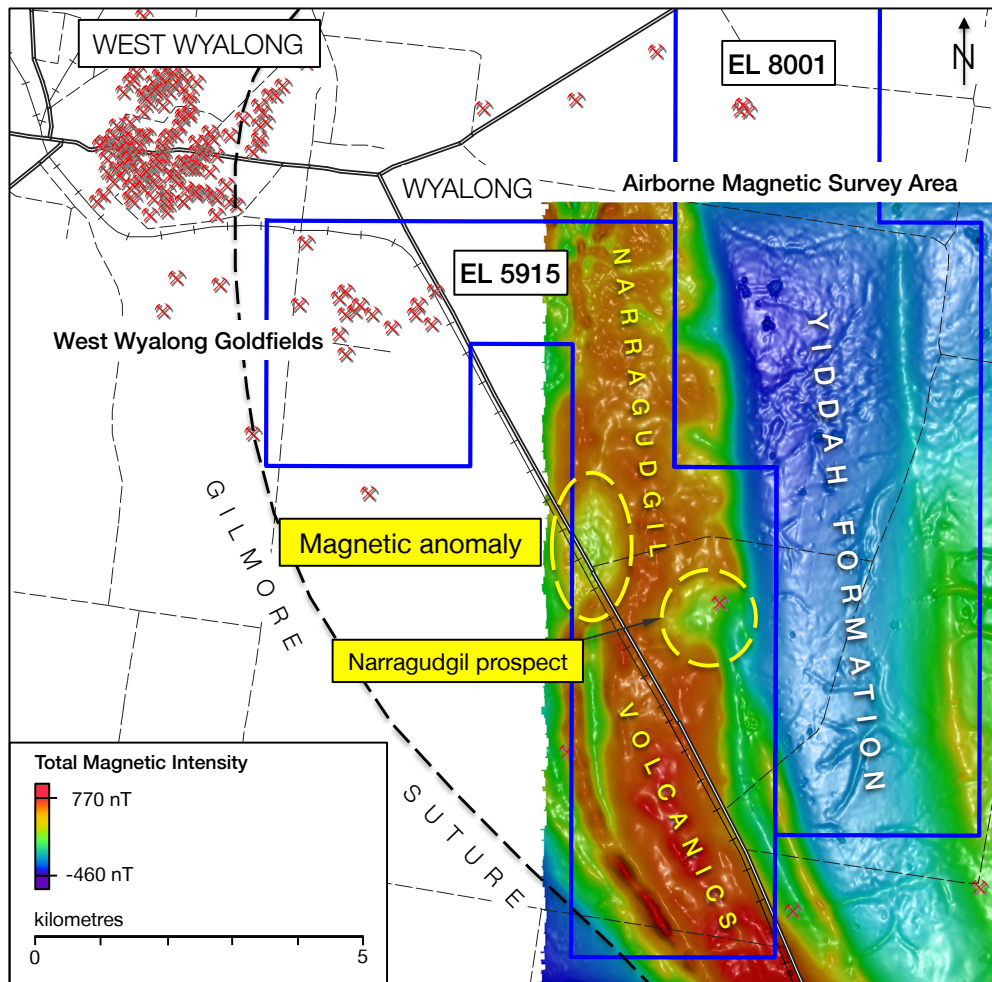 WEST WYALONG
EL 8001
N
WYALONG
Airborne Magnetic Survey Area
EL 5915
West Wyalong Goldfields
NARRAGUDGIL
VOLCANICS
YIDDAH FORMATION
GILMORE
SUTURE
Magnetic anomaly
Narragudgil prospect
Total Magnetic Intensity
770 nT
-460 nT
kilometres
0 5